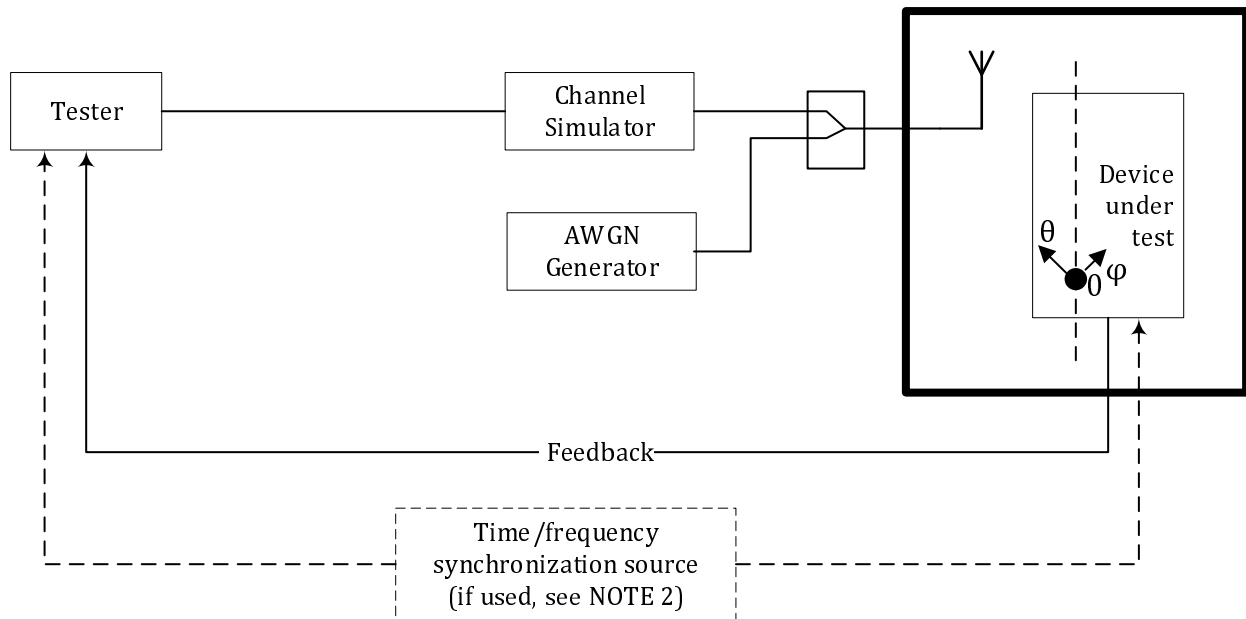 Tester
Channel
Simulator
AWGN
Generator
Device
under
test
θ
0
φ
Feedback
Time/frequency
synchronization source
(if used, see NOTE 2)